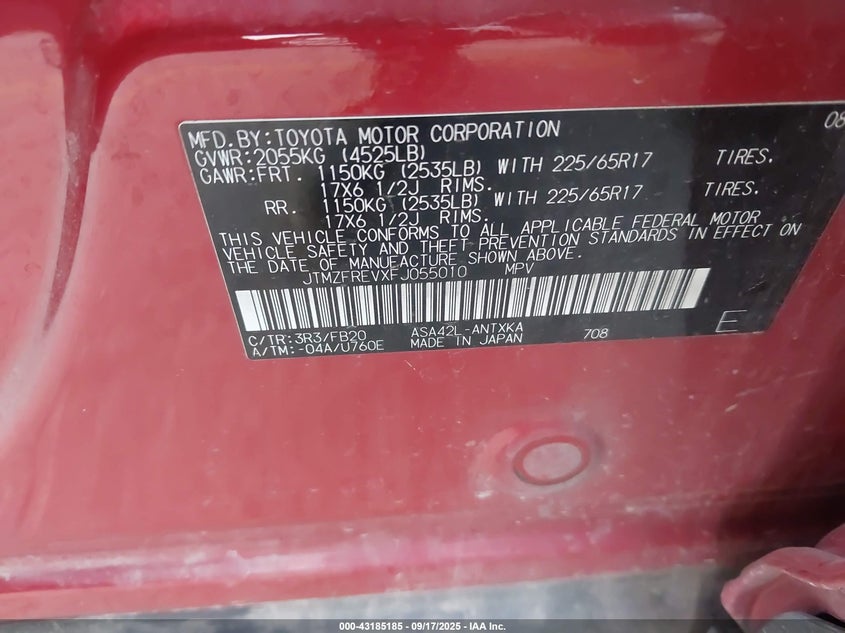 08
MFD.BY:TOYOTA MOTOR CORPORATION
GVWR:2055KG (4525LB)
GAWR:FRT. 1150KG (2535LB) WITH 225/65R17 TIRES.
17X6 1/2J RIMS.
RR. 1150KG (2535LB) WITH 225/65R17 TIRES.
17X6 1/2J RIMS.
THIS VEHICLE CONFORMS TO ALL APPLICABLE FEDERAL MOTOR
VEHICLE SAFETY AND THEFT PREVENTION STANDARDS IN EFFECT ON
THE DATE OF MANUFACTURE SHOWN ABOVE.
JTMZFREVXFJ055010 MPV
C/TR:3R3/FB20 ASA42L-ANTXKA 708 E
A/TM:-04A/U760E MADE IN JAPAN
000-43185185 - 09/17/2025 - IAA Inc.